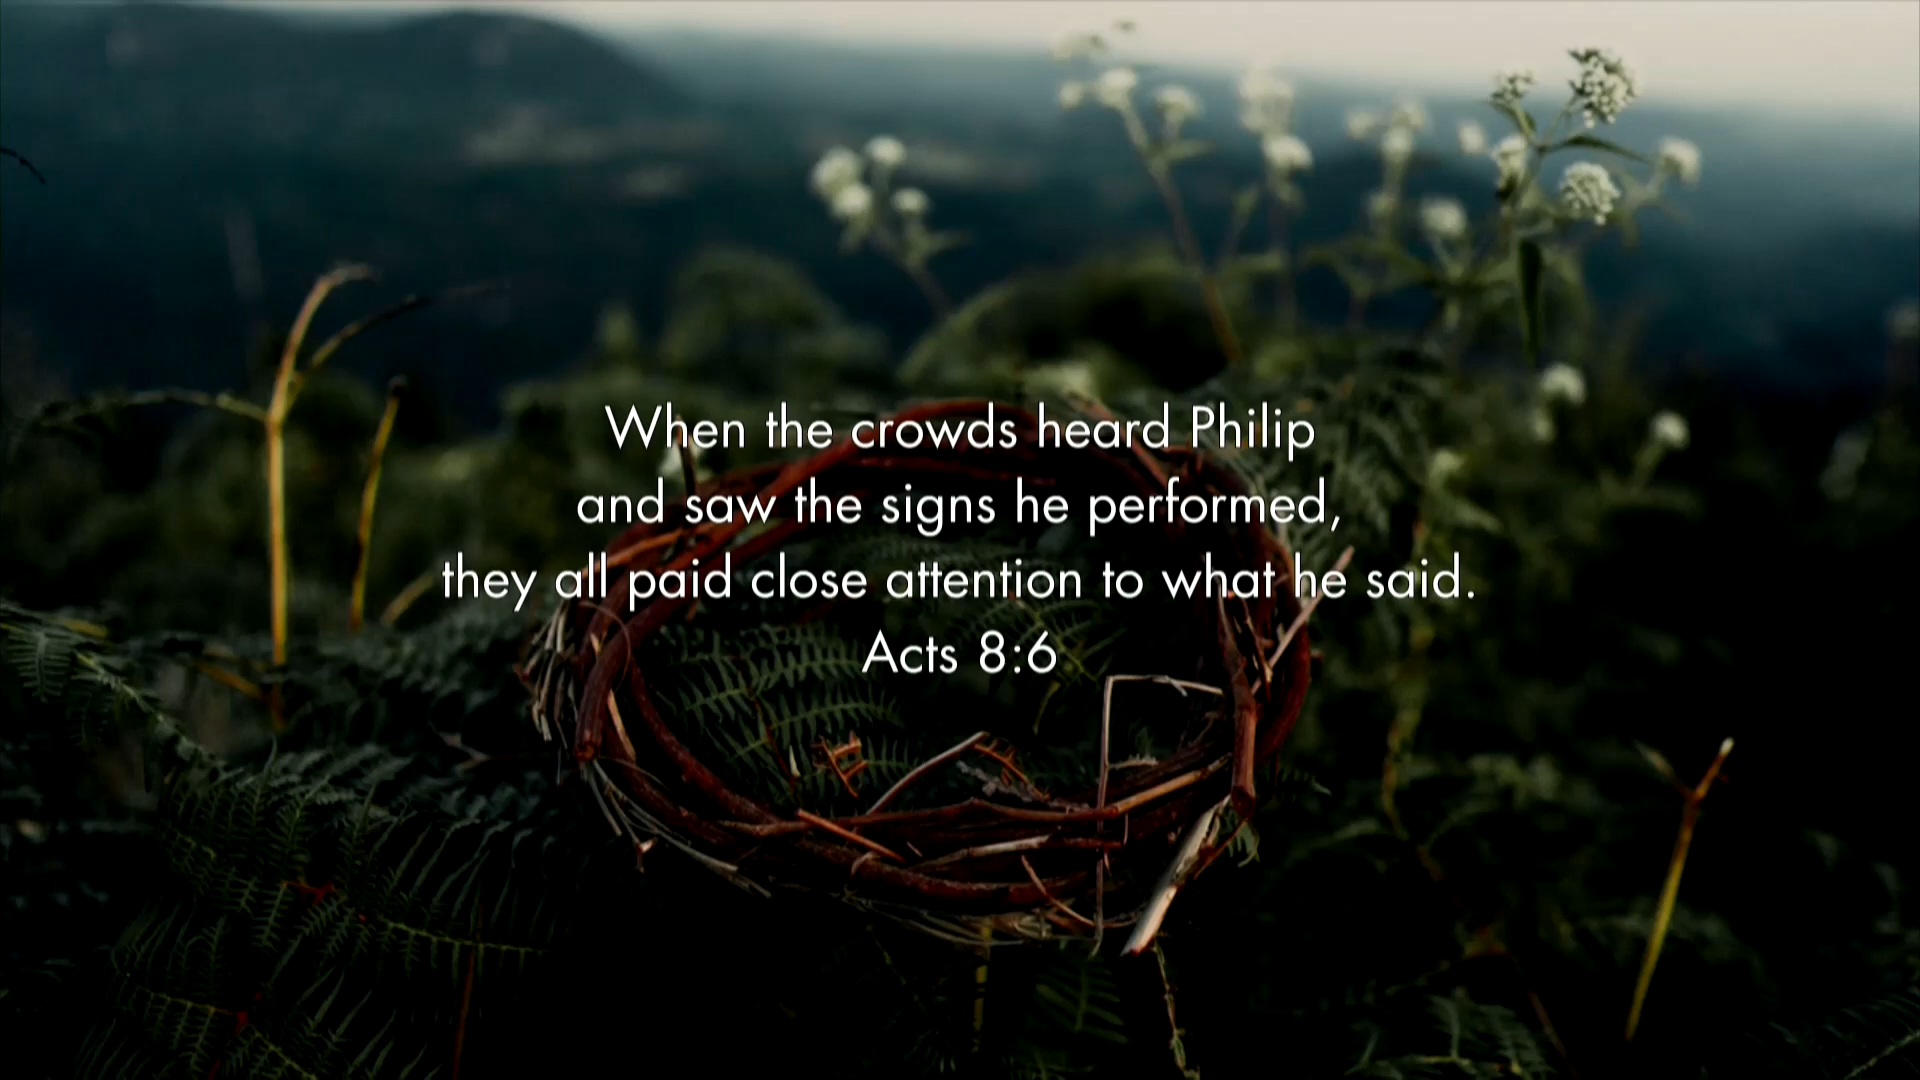 When the crowds heard Philip
and saw the signs he performed,
they all paid close attention to what he said.
Acts 8:6